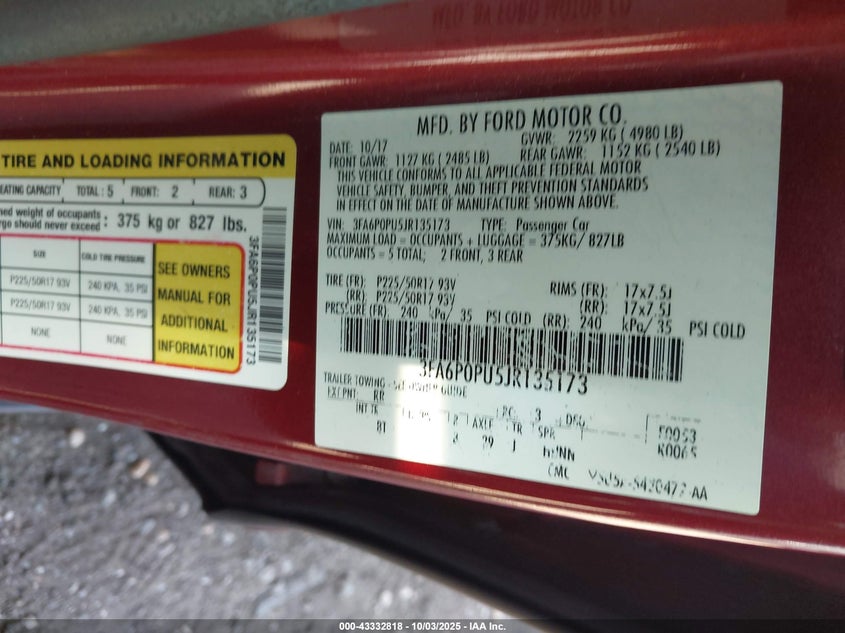 TIRE AND LOADING INFORMATION
EATING CAPACITY TOTAL: 5 FRONT: 2 REAR: 3
ned weight of occupants
rgo should never exceed: 375 kg or 827 lbs.
SIZE COLD TIRE PRESSURE
P225/50R17 93V 240 KPA, 35 PSI
P225/50R17 93V 240 KPA, 35 PSI
NONE NONE
SEE OWNERS
MANUAL FOR
ADDITIONAL
INFORMATION
3FA6P0PU5JR135173
MFD. BY FORD MOTOR CO.
DATE: 10/17 GVWR: 2259 KG ( 4980 LB)
FRONT GAWR: 1127 KG ( 2485 LB) REAR GAWR: 1152 KG ( 2540 LB)
THIS VEHICLE CONFORMS TO ALL APPLICABLE FEDERAL MOTOR
VEHICLE SAFETY, BUMPER, AND THEFT PREVENTION STANDARDS
IN EFFECT ON THE DATE OF MANUFACTURE SHOWN ABOVE.
VIN: 3FA6P0PU5JR135173 TYPE: Passenger Car
MAXIMUM LOAD = OCCUPANTS + LUGGAGE = 375KG/ 827LB
OCCUPANTS = 5 TOTAL; 2 FRONT, 3 REAR
TIRE (FR): P225/50R17 93V RIMS (FR): 17x7.5J
(RR): P225/50R17 93V (RR): 17x7.5J
PRESSURE (FR): 240 kPa/ 35 PSI COLD (RR): 240 kPa/ 35 PSI COLD
3FA6P0PU5JR135173
TRAILER TOWING - SEE OWNER GUIDE
EXT PNT: RR 3 F0053
INT TR AXLE TR SPR K0065
8T 39 J
000-43332818 - 10/03/2025 - IAA Inc.